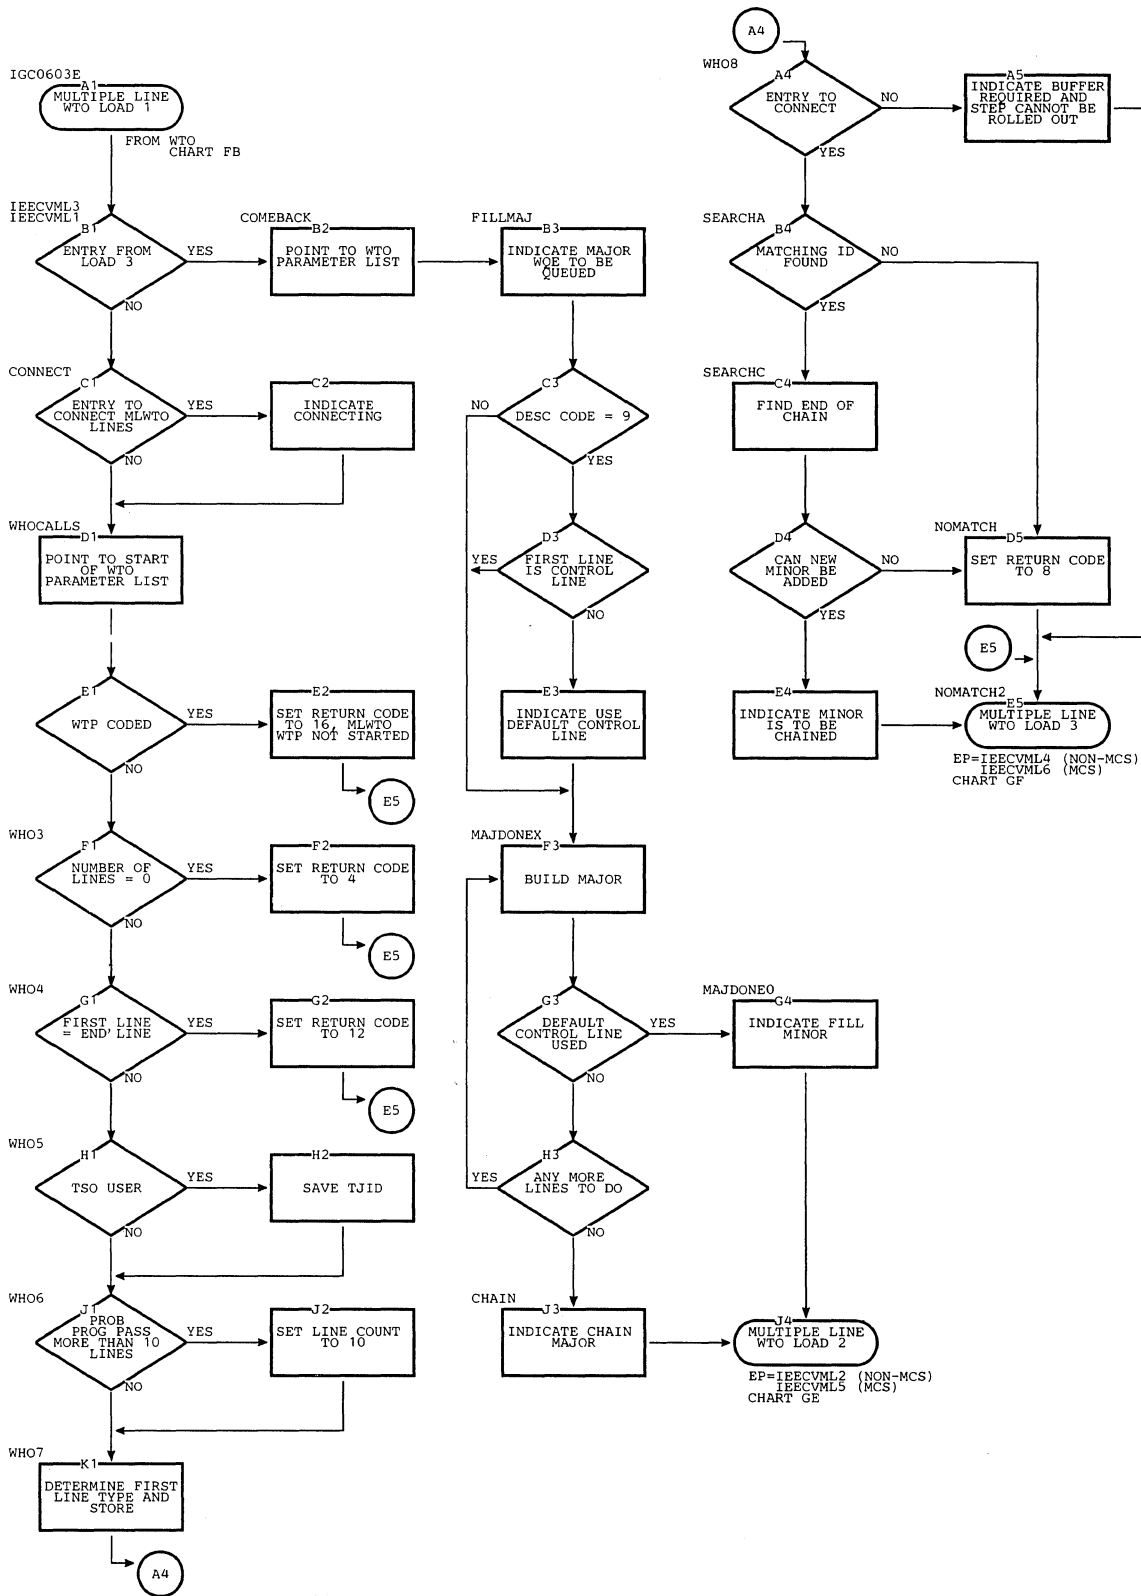 IGC0603E
A1
MULTIPLE LINE
WTO LOAD 1
FROM WTO
CHART FB
IEECVML3
IEECVML1
B1
ENTRY FROM
LOAD 3
YES
NO
COMEBACK
B2
POINT TO WTO
PARAMETER LIST
FILLMAJ
B3
INDICATE MAJOR
WQE TO BE
QUEUED
CONNECT
C1
ENTRY TO
CONNECT MLWTO
LINES
YES
NO
C2
INDICATE
CONNECTING
C3
DESC CODE = 9
NO
YES
WHOCALLS
D1
POINT TO START
OF WTO
PARAMETER LIST
D3
FIRST LINE
IS CONTROL
LINE
YES
NO
E1
WTP CODED
YES
NO
E2
SET RETURN CODE
TO 16, MLWTO
WTP NOT STARTED
E5
E3
INDICATE USE
DEFAULT CONTROL
LINE
WHO3
F1
NUMBER OF
LINES = 0
YES
NO
F2
SET RETURN CODE
TO 4
E5
MAJDONEX
F3
BUILD MAJOR
WHO4
G1
FIRST LINE
= END'LINE
YES
NO
G2
SET RETURN CODE
TO 12
E5
G3
DEFAULT
CONTROL LINE
USED
YES
NO
MAJDONE0
G4
INDICATE FILL
MINOR
WHO5
H1
TSO USER
YES
NO
H2
SAVE TJID
H3
ANY MORE
LINES TO DO
YES
NO
WHO6
J1
PROB
PROG PASS
MORE THAN 10
LINES
YES
NO
J2
SET LINE COUNT
TO 10
CHAIN
J3
INDICATE CHAIN
MAJOR
J4
MULTIPLE LINE
WTO LOAD 2
EP=IEECVML2 (NON-MCS)
IEECVML5 (MCS)
CHART GE
WHO7
K1
DETERMINE FIRST
LINE TYPE AND
STORE
A4
A4
WHO8
A4
ENTRY TO
CONNECT
NO
YES
A5
INDICATE BUFFER
REQUIRED AND
STEP CANNOT BE
ROLLED OUT
SEARCHA
B4
MATCHING ID
FOUND
NO
YES
SEARCHC
C4
FIND END OF
CHAIN
D4
CAN NEW
MINOR BE
ADDED
NO
YES
NOMATCH
D5
SET RETURN CODE
TO 8
E5
E4
INDICATE MINOR
IS TO BE
CHAINED
NOMATCH2
E5
MULTIPLE LINE
WTO LOAD 3
EP=IEECVML4 (NON-MCS)
IEECVML6 (MCS)
CHART GF